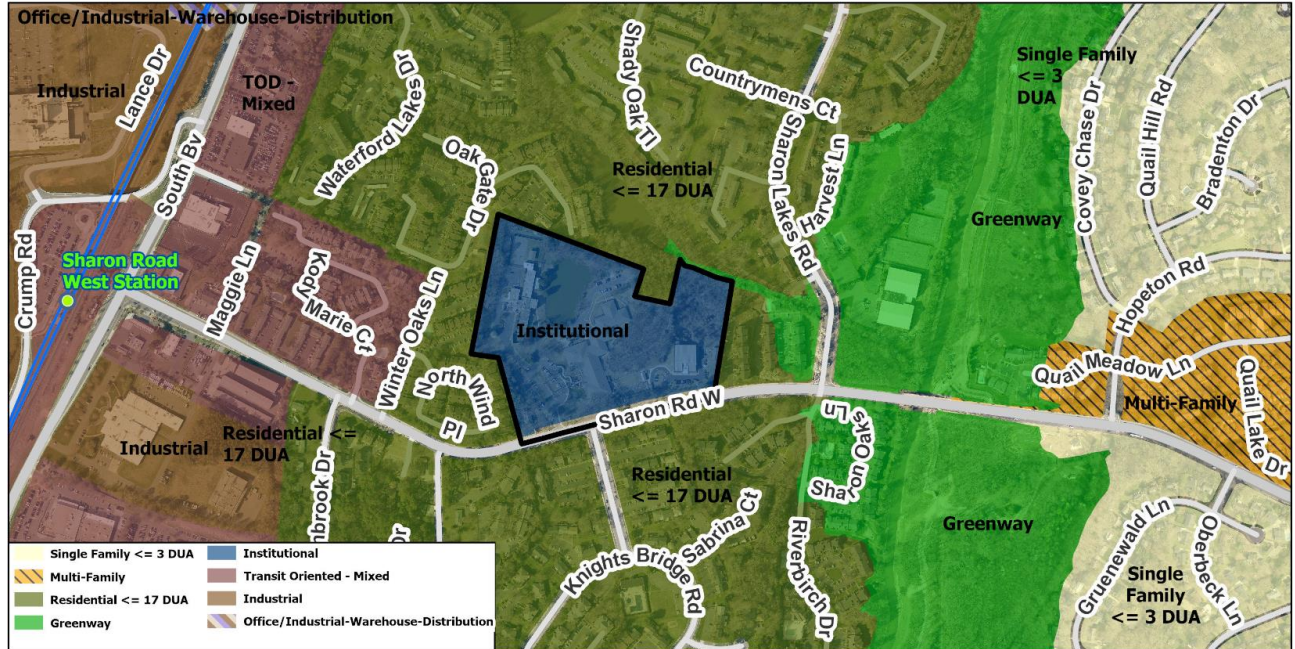 Office/Industrial-Warehouse-Distribution
Industrial
Lance Dr
TOD -
Mixed
South Bv
Crump Rd
Sharon Road
West Station
Maggie Ln
Kody Marie Ct
Waterford Lakes Dr
Oak Gate Dr
Winter Oaks Ln
North Wind
Pl
Shady Oak Tl
Countrymens Ct
Sharon Lakes Rd
Harvest Ln
Residential
<= 17 DUA
Institutional
Sharon Rd W
Single Family
<= 3
DUA
Greenway
Covey Chase Dr
Quail Hill Rd
Bradenton Dr
Hopeton Rd
Quail Meadow Ln
Multi-Family
Quail Lake Dr
Industrial
Residential <=
17 DUA
nbrook Dr
Dr
Residential
<= 17 DUA
Knights Bridge Rd
Sabrina Ct
Riverbirch Dr
Sharon Oaks Ln
Greenway
Gruenewald Ln
Oberbeck Ln
Single
Family
<= 3 DUA
Single Family <= 3 DUA
Multi-Family
Residential <= 17 DUA
Greenway
Institutional
Transit Oriented - Mixed
Industrial
Office/Industrial-Warehouse-Distribution